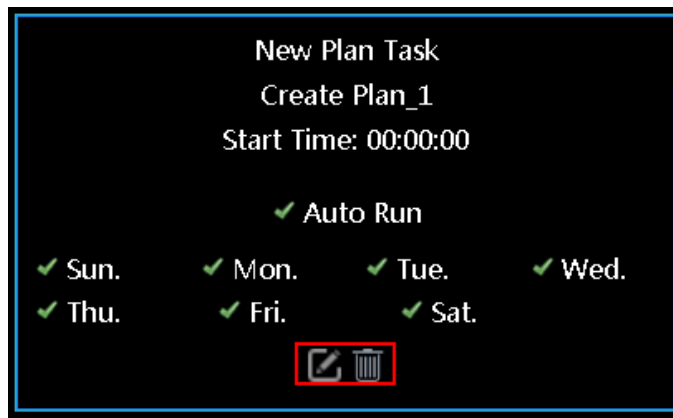 New Plan Task
Create Plan_1
Start Time: 00:00:00
Auto Run
Sun. Mon. Tue. Wed.
Thu. Fri. Sat.